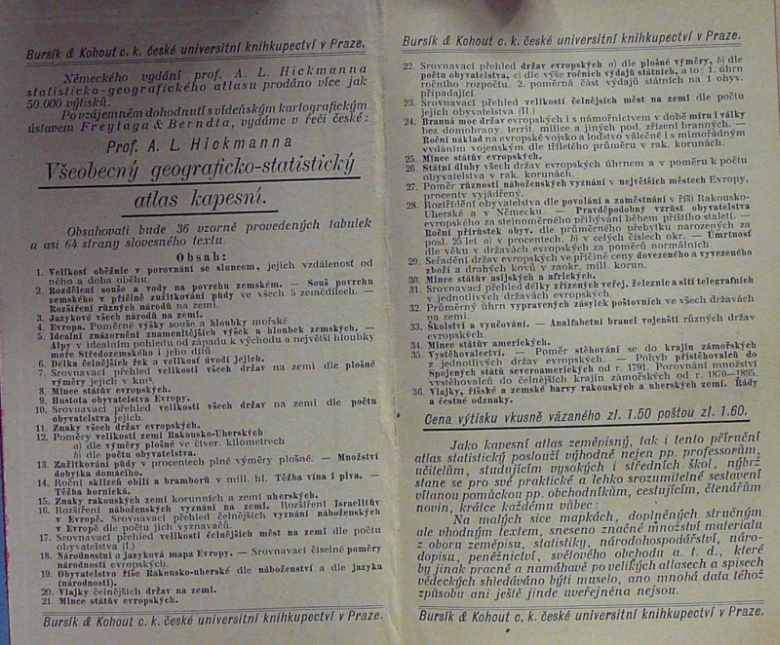 Bursík & Kohout c. k. české universitní knihkupectví v Praze.
Německého vydání prof. A. L. Hickmanna
statisticko-geografického atlasu prodáno více jak
50.000 výtisků.
Po vzájemném dohodnutí s vídeňským kartografickým
ústavem Freytaga & Berndta, vydáme v řeči české:
Prof. A. L Hickmanna
Všeobecný geograficko-statistický
atlas kapesní.
Obsahovati bude 36 vzorně provedených tabulek
a asi 64 strany slovesného textu.
Obsah:
1. Velikost oběžnic v porovnání se sluncem, jejich vzdálenost od
něho a doba oběhu.
2. Rozdělení souše a vody na povrchu zemském. — Souš povrchu
zemského v příčině zužitkování půdy ve všech 5 zemědílech. —
Rozšíření různých národů na zemi.
3. Jazykové všech národů na zemi.
4. Evropa. Poměrné výšky souše a hloubky mořské.
5. Ideální znázornění znamenitějších výšek a hloubek zemských, —
Alpy v ideálním pohledu od západu k východu a největší hloubky
moře Středozemského i jeho dílů
6. Délka čelnějších řek a velikost úvodí jejich.
7. Srovnávací přehled velikosti všech držav na zemi dle plošné
výměry jejich v km².
8. Mince států evropských.
9. Hustota obyvatelstva Evropy.
10. Srovnávací přehled velikosti všech držav na zemi dle počtu
obyvatelstva jejich.
11. Znaky všech držav evropských.
12. Poměry velikosti zemí Rakousko-Uherských
a) dle výměry plošné ve čtver. kilometrech
b) dle počtu obyvatelstva.
13. Zužitkování půdy v procentech plné výměry plošné. — Množství
dobytka domácího.
14. Roční sklizeň obilí a bramborů v mill. hl. Těžba vína i piva. —
Těžba hornická.
15. Znaky rakouských zemí korunních a zemí uherských.
16. Rozšíření náboženských vyznání na zemi. Rozšíření Israelitův
v Evropě. Srovnávací přehled čelnějších vyznání náboženských
v Evropě dle počtu jich vyznavačů.
17. Srovnávací přehled velikosti čelnějších měst na zemi dle počtu
obyvatelstva (I.)
18. Národnostní a jazyková mapa Evropy. — Srovnávací číselné poměry
národností evropských.
19. Obyvatelstvo říše Rakousko-uherské dle náboženství a dle jazyka
(národnosti).
20. Vlajky čelnějších držav na zemi.
21. Mince států evropských.
Bursík & Kohout c. k. české universitní knihkupectví v Praze.
Bursík & Kohout c. k. české universitní knihkupectví v Praze.
22. Srovnávací přehled držav evropských a) dle plošné výměry, b) dle
počtu obyvatelstva, c) dle výše ročních výdajů státních, a to 1. úhrn
ročního rozpočtu. 2. poměrná část výdajů státních na 1 obyv.
připadající.
23. Srovnávací přehled velikosti čelnějších měst na zemi dle počtu
jejich obyvatelstva (II.)
24. Branná moc držav evropských i s námořnictvem v době míru i války
bez domobrany, territ. milice a jiných pod. zřízení branných. —
Roční náklad na evropské vojsko a loďstvo válečné i s mimořádným
vydáním vojenským dle tříletého průměru v rak. korunách.
25. Mince států evropských.
26. Státní dluhy všech držav evropských úhrnem a v poměru k počtu
obyvatelstva v rak. korunách.
27. Poměr různosti náboženských vyznání v největších městech Evropy,
procenty vyjádřený.
28. Roztřídění obyvatelstva dle povolání a zaměstnání v říši Rakousko-
Uherské a v Německu — Pravděpodobný vzrůst obyvatelstva
evropského za stejnoměrného přibývání během příštího století. —
Roční přírůstek obyv. dle průměrného přebytku narozených za
posl. 25 let a) v procentech, b) v celých číslech okr. — Úmrtnost
dle věku v državách evropských za poměrů normálních
29. Seřadění držav evropských ve příčině ceny dovezeného a vyvezeného
zboží a drahých kovů v zaokr. mill. korun.
30. Mince států asijských a afrických.
31. Srovnávací přehled délky zřízených veřej. železnic a sítí telegrafních
v jednotlivých državách evropských.
32. Průměrný úhrn vypravených zásylek poštovních ve všech državách
na zemi.
33. Školství a vyučování. — Analfabetní branci vojenští různých držav
evropských.
34. Mince států amerických.
35. Vystěhovalectví. — Poměr stěhování se do krajin zámořských
z jednotlivých držav evropských. — Pohyb přistěhovalců do
Spojených států severoamerických od r. 1791. Porovnání množství
vystěhovalců do čelnějších krajin zámořských od r. 1870—1895.
36. Vlajky, říšské a zemské barvy rakouských a uherských zemí. Řády
a čestné odznaky.
Cena výtisku vkusně vázaného zl. 1.50 poštou zl. 1.60.
Jako kapesní atlas zeměpisný, tak i tento příruční
atlas statistický poslouží výhodně nejen pp. professorům,
učitelům, studujícím vysokých i středních škol, nýbrž
stane se pro své praktické a lehko srozumitelné sestavení
vítanou pomůckou pp. obchodníkům, cestujícím, čtenářům
novin, krátce každému vůbec:
Na malých sice mapkách, doplněných stručným
ale vhodným textem, sneseno značné množství materialu
z oboru zeměpisu, statistiky, národohospodářství, náro-
dopisu, peněžnictví, světového obchodu a. t. d., které
by jinak pracně a namáhavě po velikých atlasech a spisech
vědeckých shledáváno býti muselo, ano mnohá data téhož
způsobu ani ještě jinde uveřejněna nejsou.
Bursík & Kohout c. k. české universitní knihkupectví v Praze.